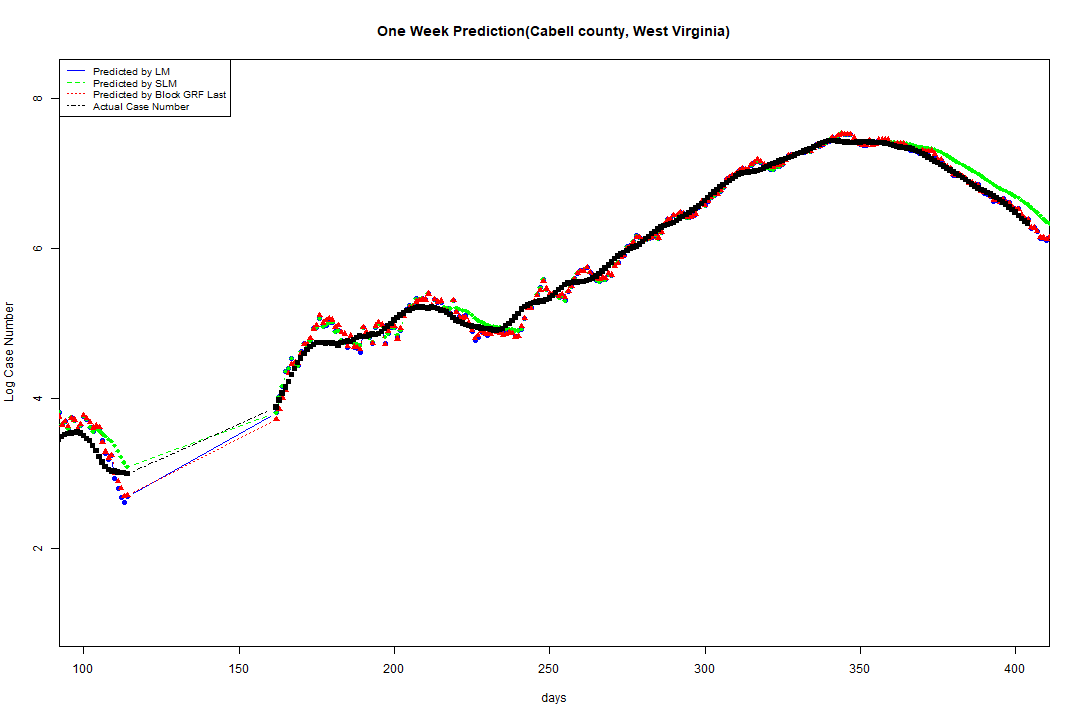 One Week Prediction(Cabell county, West Virginia)
Predicted by LM
Predicted by SLM
Predicted by Block GRF Last
Actual Case Number
8
6
4
2
Log Case Number
100 150 200 250 300 350 400
days